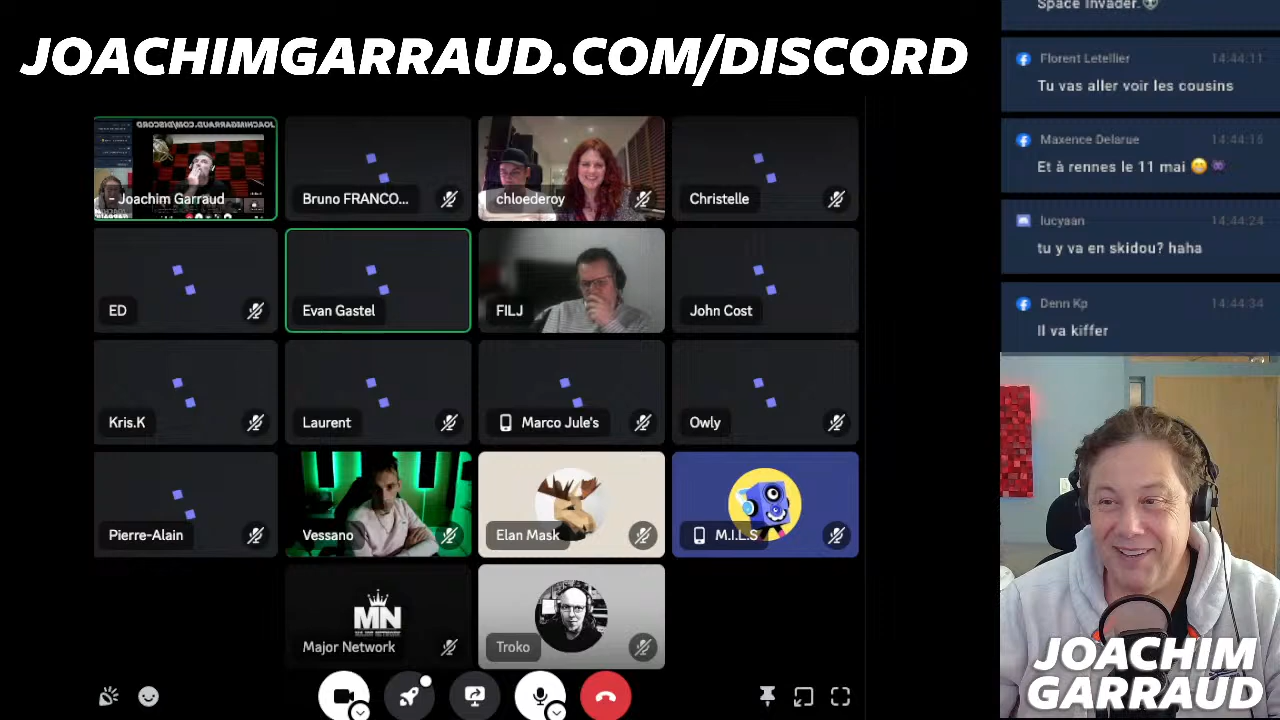 JOACHIMGARRAUD.COM/DISCORD
- Joachim Garraud
Bruno FRANCO...
chloederoy
Christelle
ED
Evan Gastel
FILJ
John Cost
Kris.K
Laurent
Marco Jule's
Owly
Pierre-Alain
Vessano
Elan Mask
M.I.L.S
MN
MAJOR NETWORK
Major Network
Troko
Space Invader.👽
Florent Letellier 14:44:11
Tu vas aller voir les cousins
Maxence Delarue 14:44:16
Et à rennes le 11 mai 😁 👾
lucyaan 14:44:24
tu y va en skidou? haha
Denn Kp 14:44:34
Il va kiffer
JOACHIM
GARRAUD